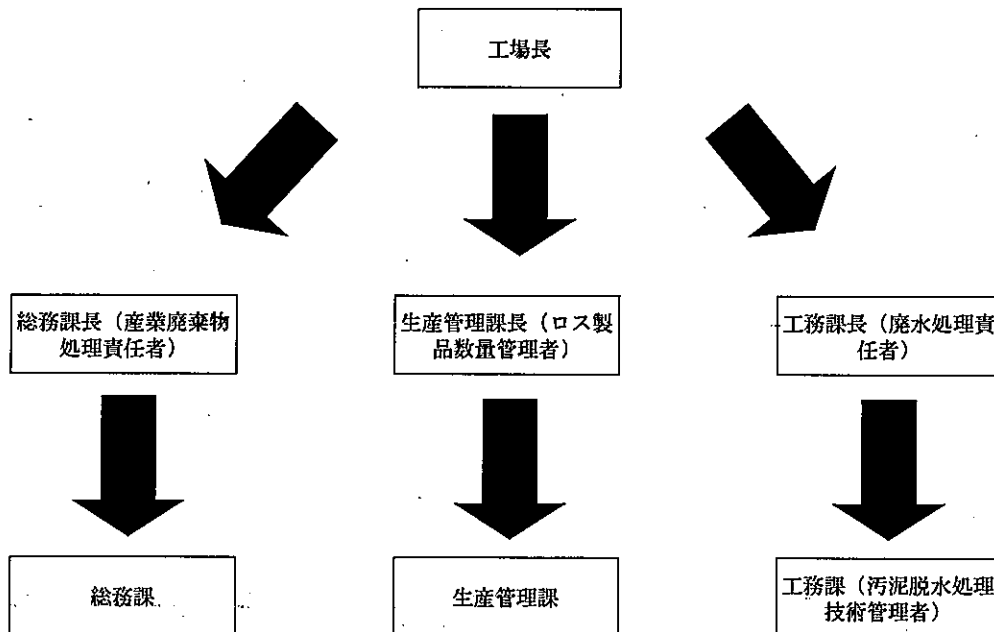 工場長
総務課長（産業廃棄物
処理責任者）
生産管理課長（ロス製
品数量管理者）
工務課長（廃水処理責
任者）
総務課
生産管理課
工務課（汚泥脱水処理
技術管理者）